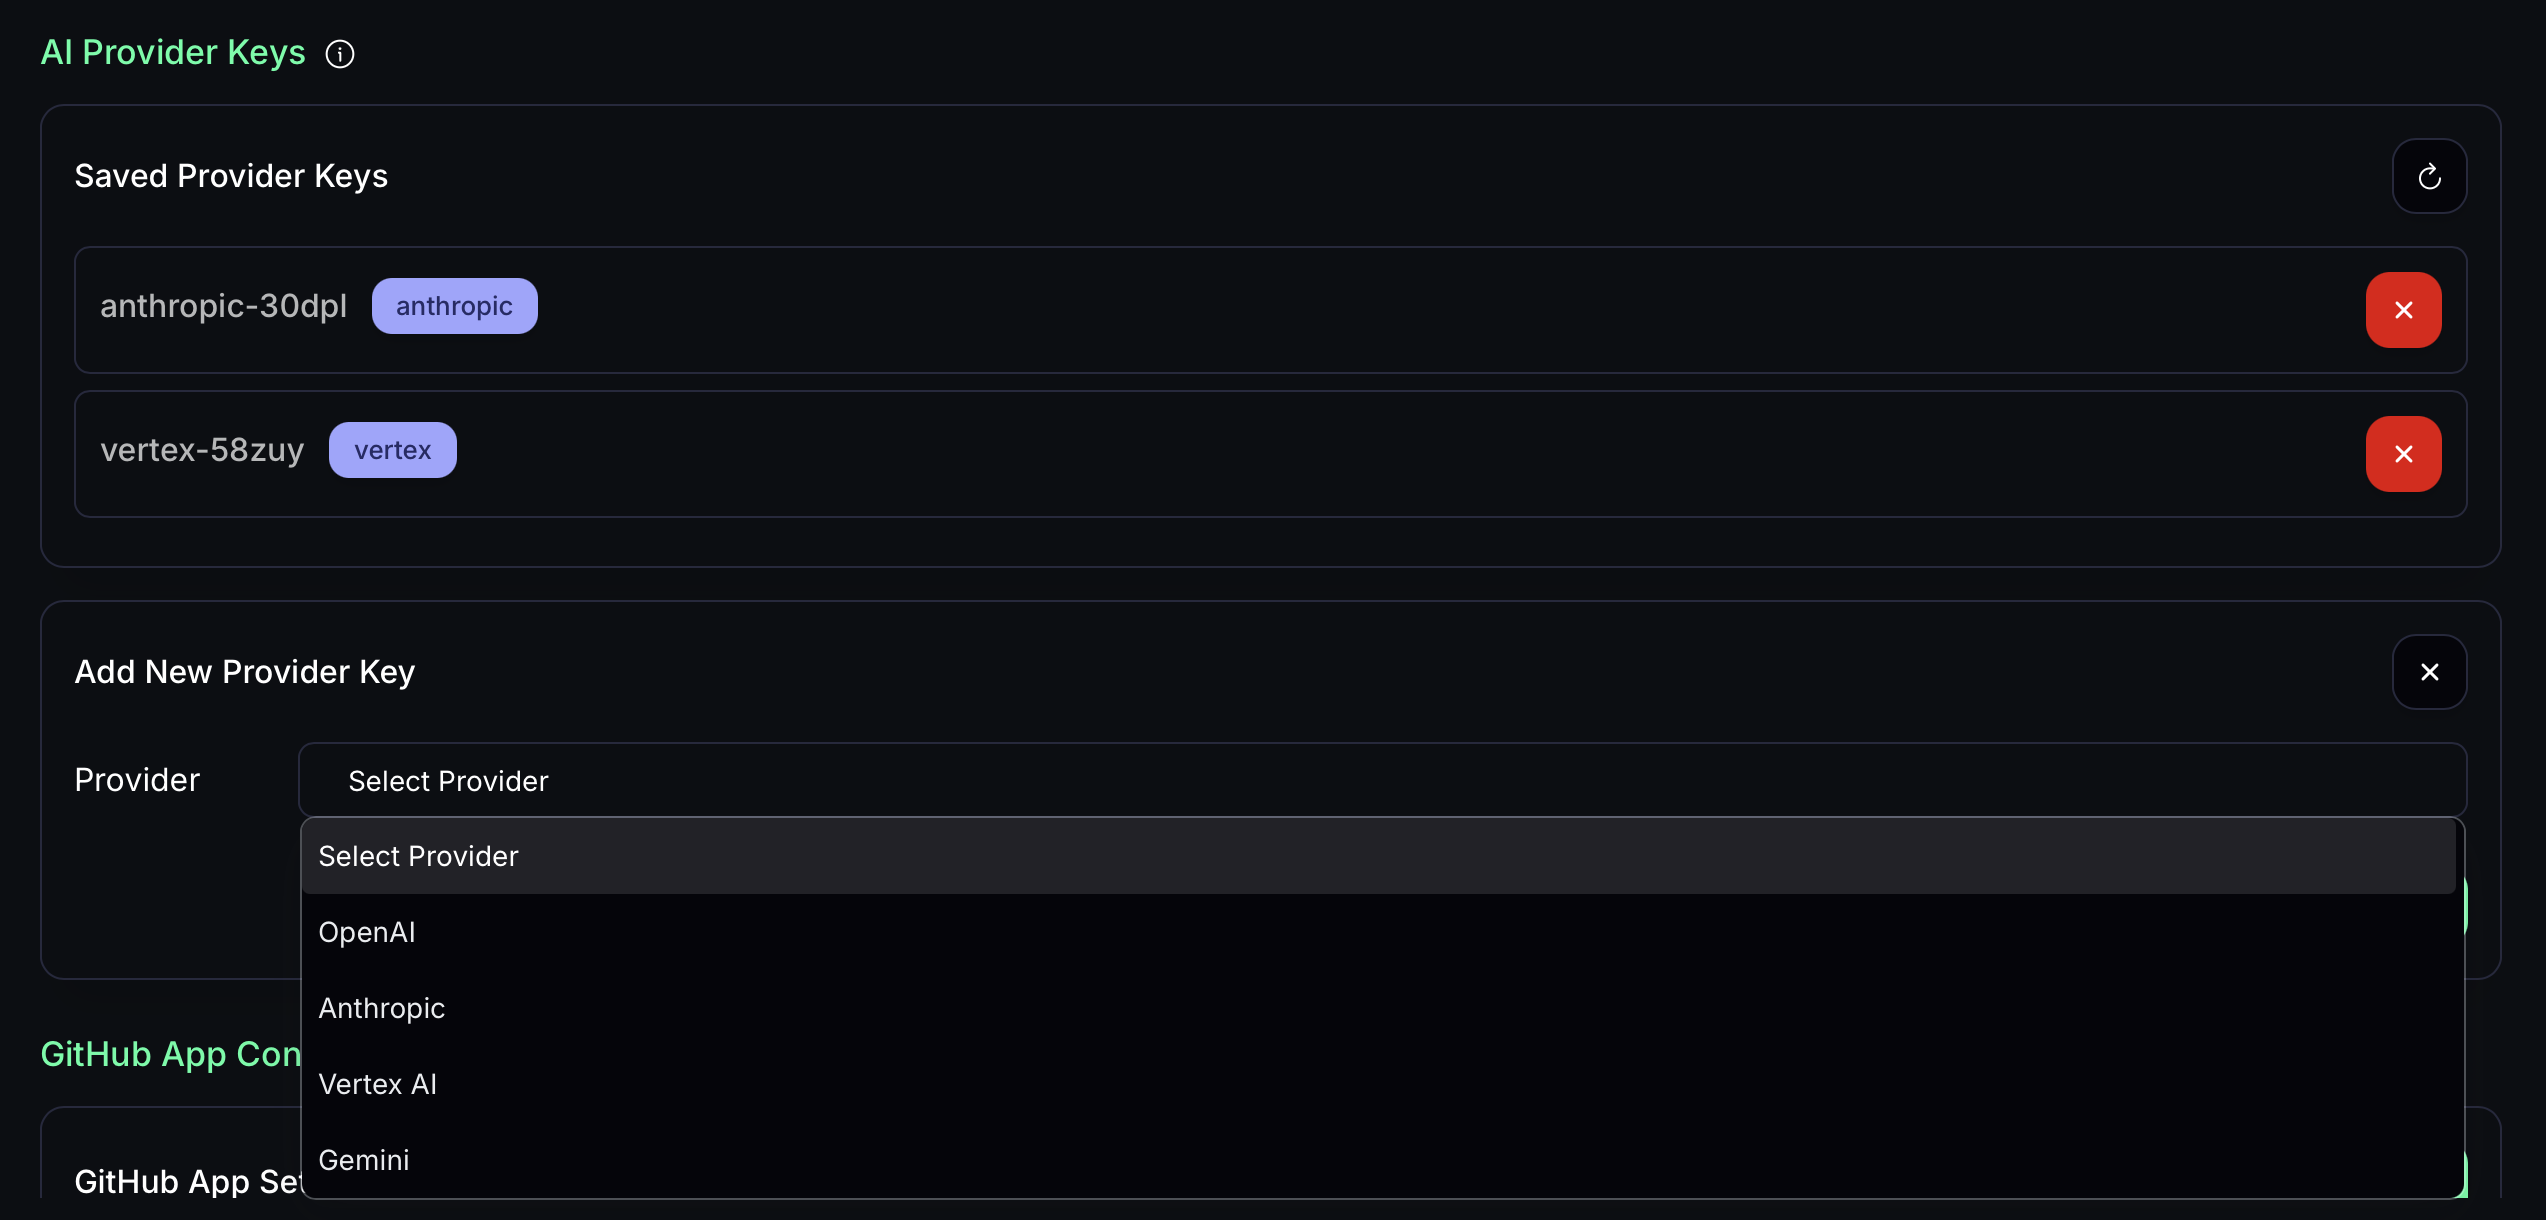 AI Provider Keys
Saved Provider Keys
anthropic-30dpl anthropic
vertex-58zuy vertex
Add New Provider Key
Provider Select Provider
Select Provider
OpenAI
Anthropic
Vertex AI
Gemini
GitHub App Con
GitHub App Set